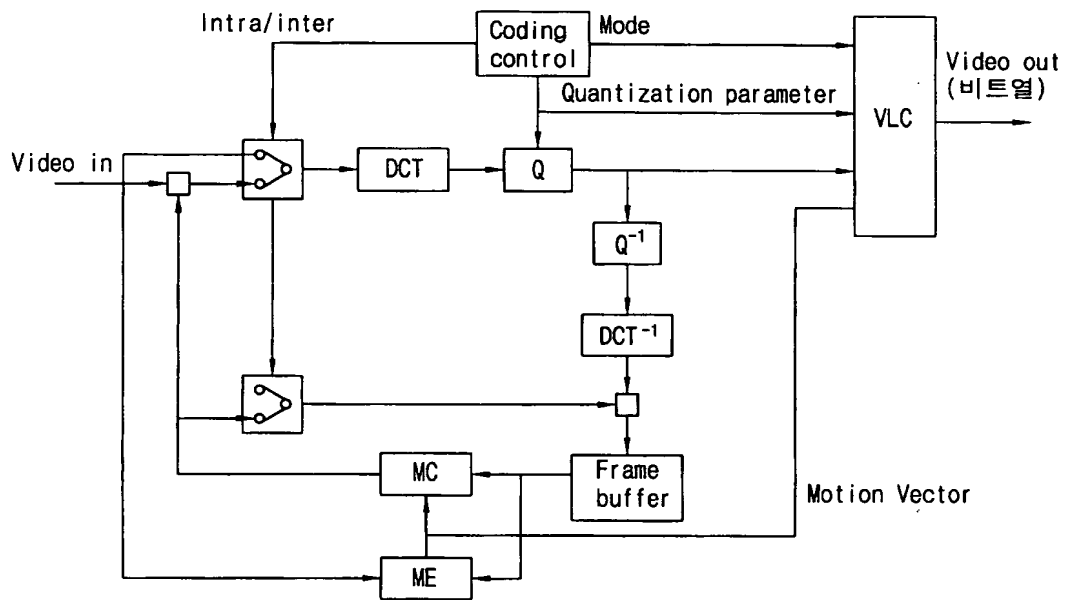 Intra/inter
Coding
control
Mode
Video out
(비트열)
Quantization parameter
VLC
Video in
DCT
Q
Q⁻¹
DCT⁻¹
MC
Frame
buffer
Motion Vector
ME